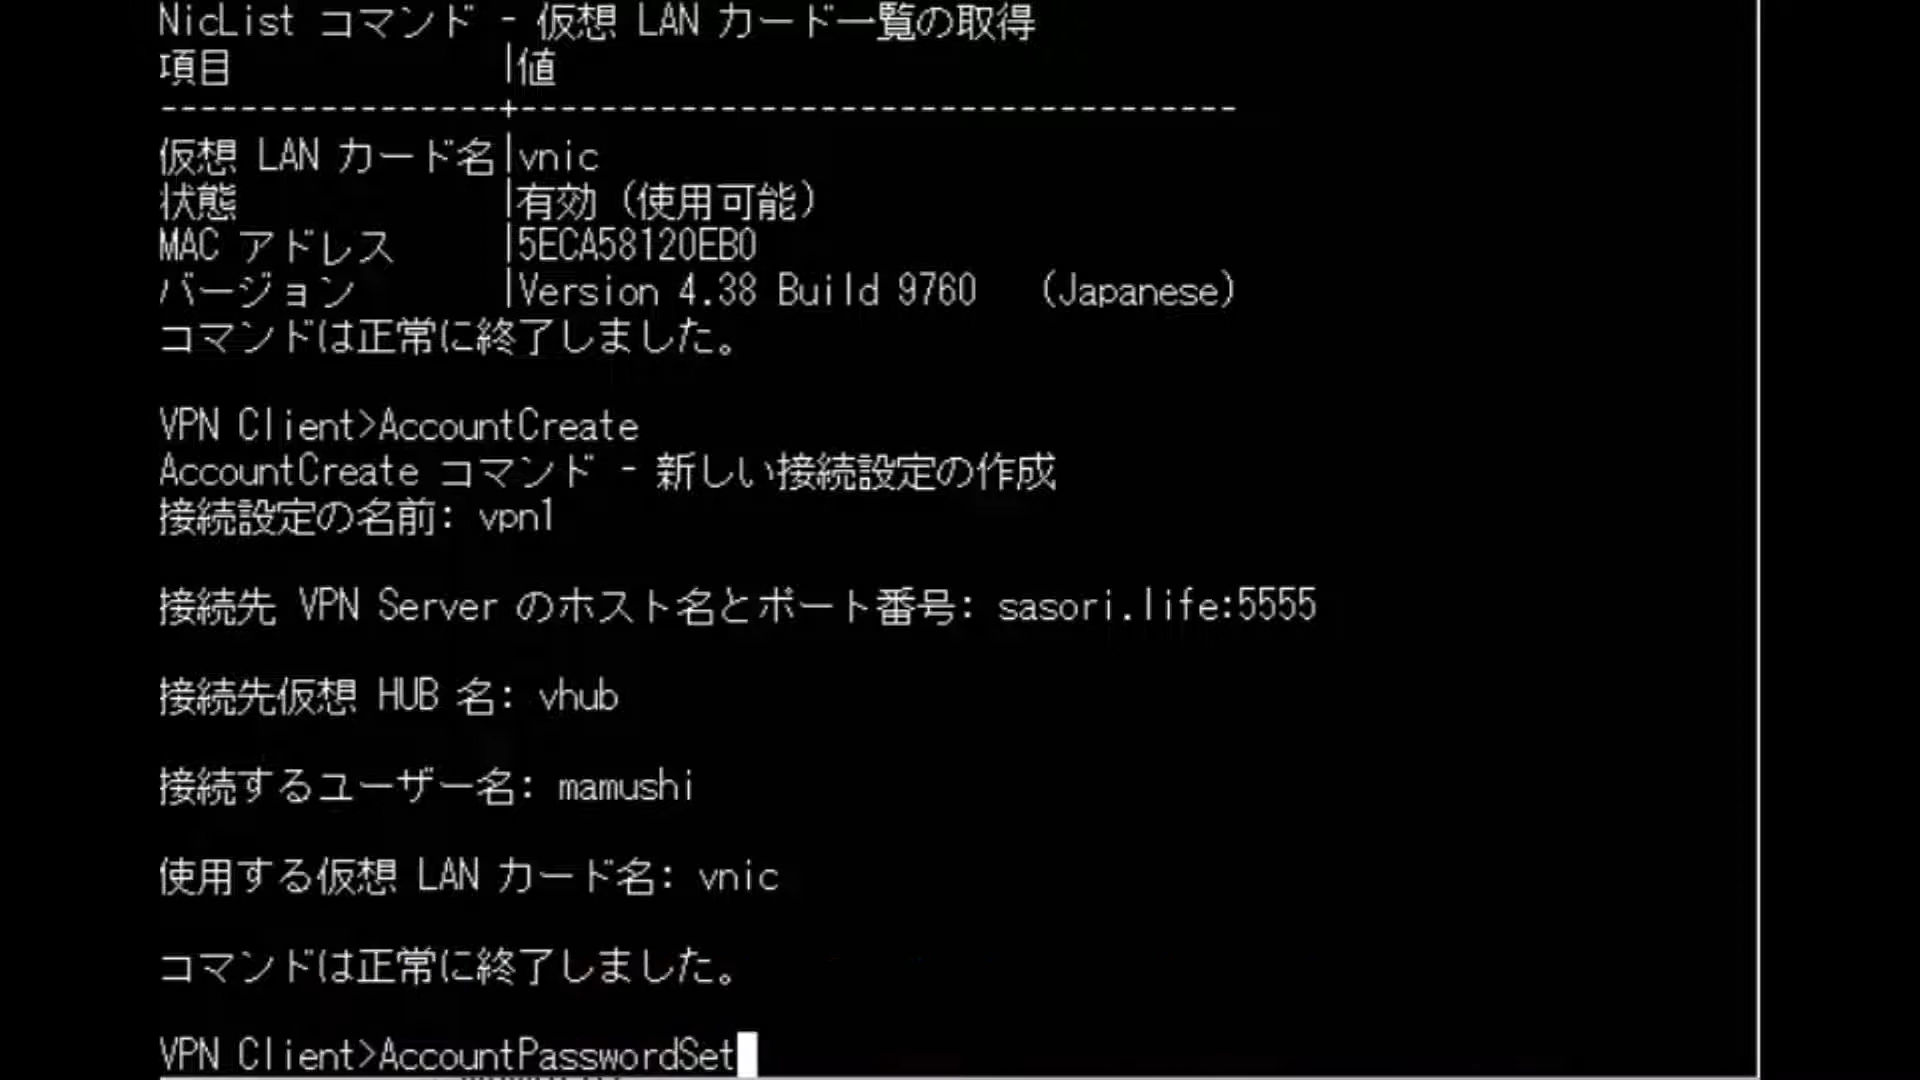 NicList コマンド - 仮想 LAN カード一覧の取得
項目             |値
-----------------+------------------------------------
仮想 LAN カード名|vnic
状態             |有効 (使用可能)
MAC アドレス     |5ECA58120EB0
バージョン       |Version 4.38 Build 9760   (Japanese)
コマンドは正常に終了しました。
VPN Client>AccountCreate
AccountCreate コマンド - 新しい接続設定の作成
接続設定の名前: vpn1
接続先 VPN Server のホスト名とポート番号: sasori.life:5555
接続先仮想 HUB 名: vhub
接続するユーザー名: mamushi
使用する仮想 LAN カード名: vnic
コマンドは正常に終了しました。
VPN Client>AccountPasswordSet